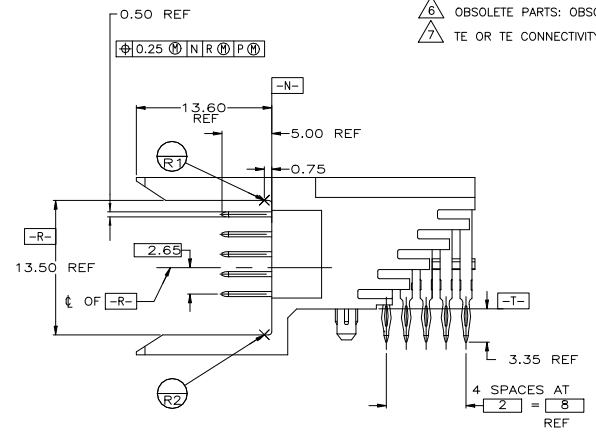 0.50 REF
⌖ 0.25 Ⓜ N R Ⓜ P Ⓜ
6 OBSOLETE PARTS: OBSO
7 TE OR TE CONNECTIVITY
-N-
13.60
REF
5.00 REF
R1
0.75
-R-
2.65
13.50 REF
℄ OF -R-
-T-
R2
3.35 REF
4 SPACES AT
2 = 8
REF